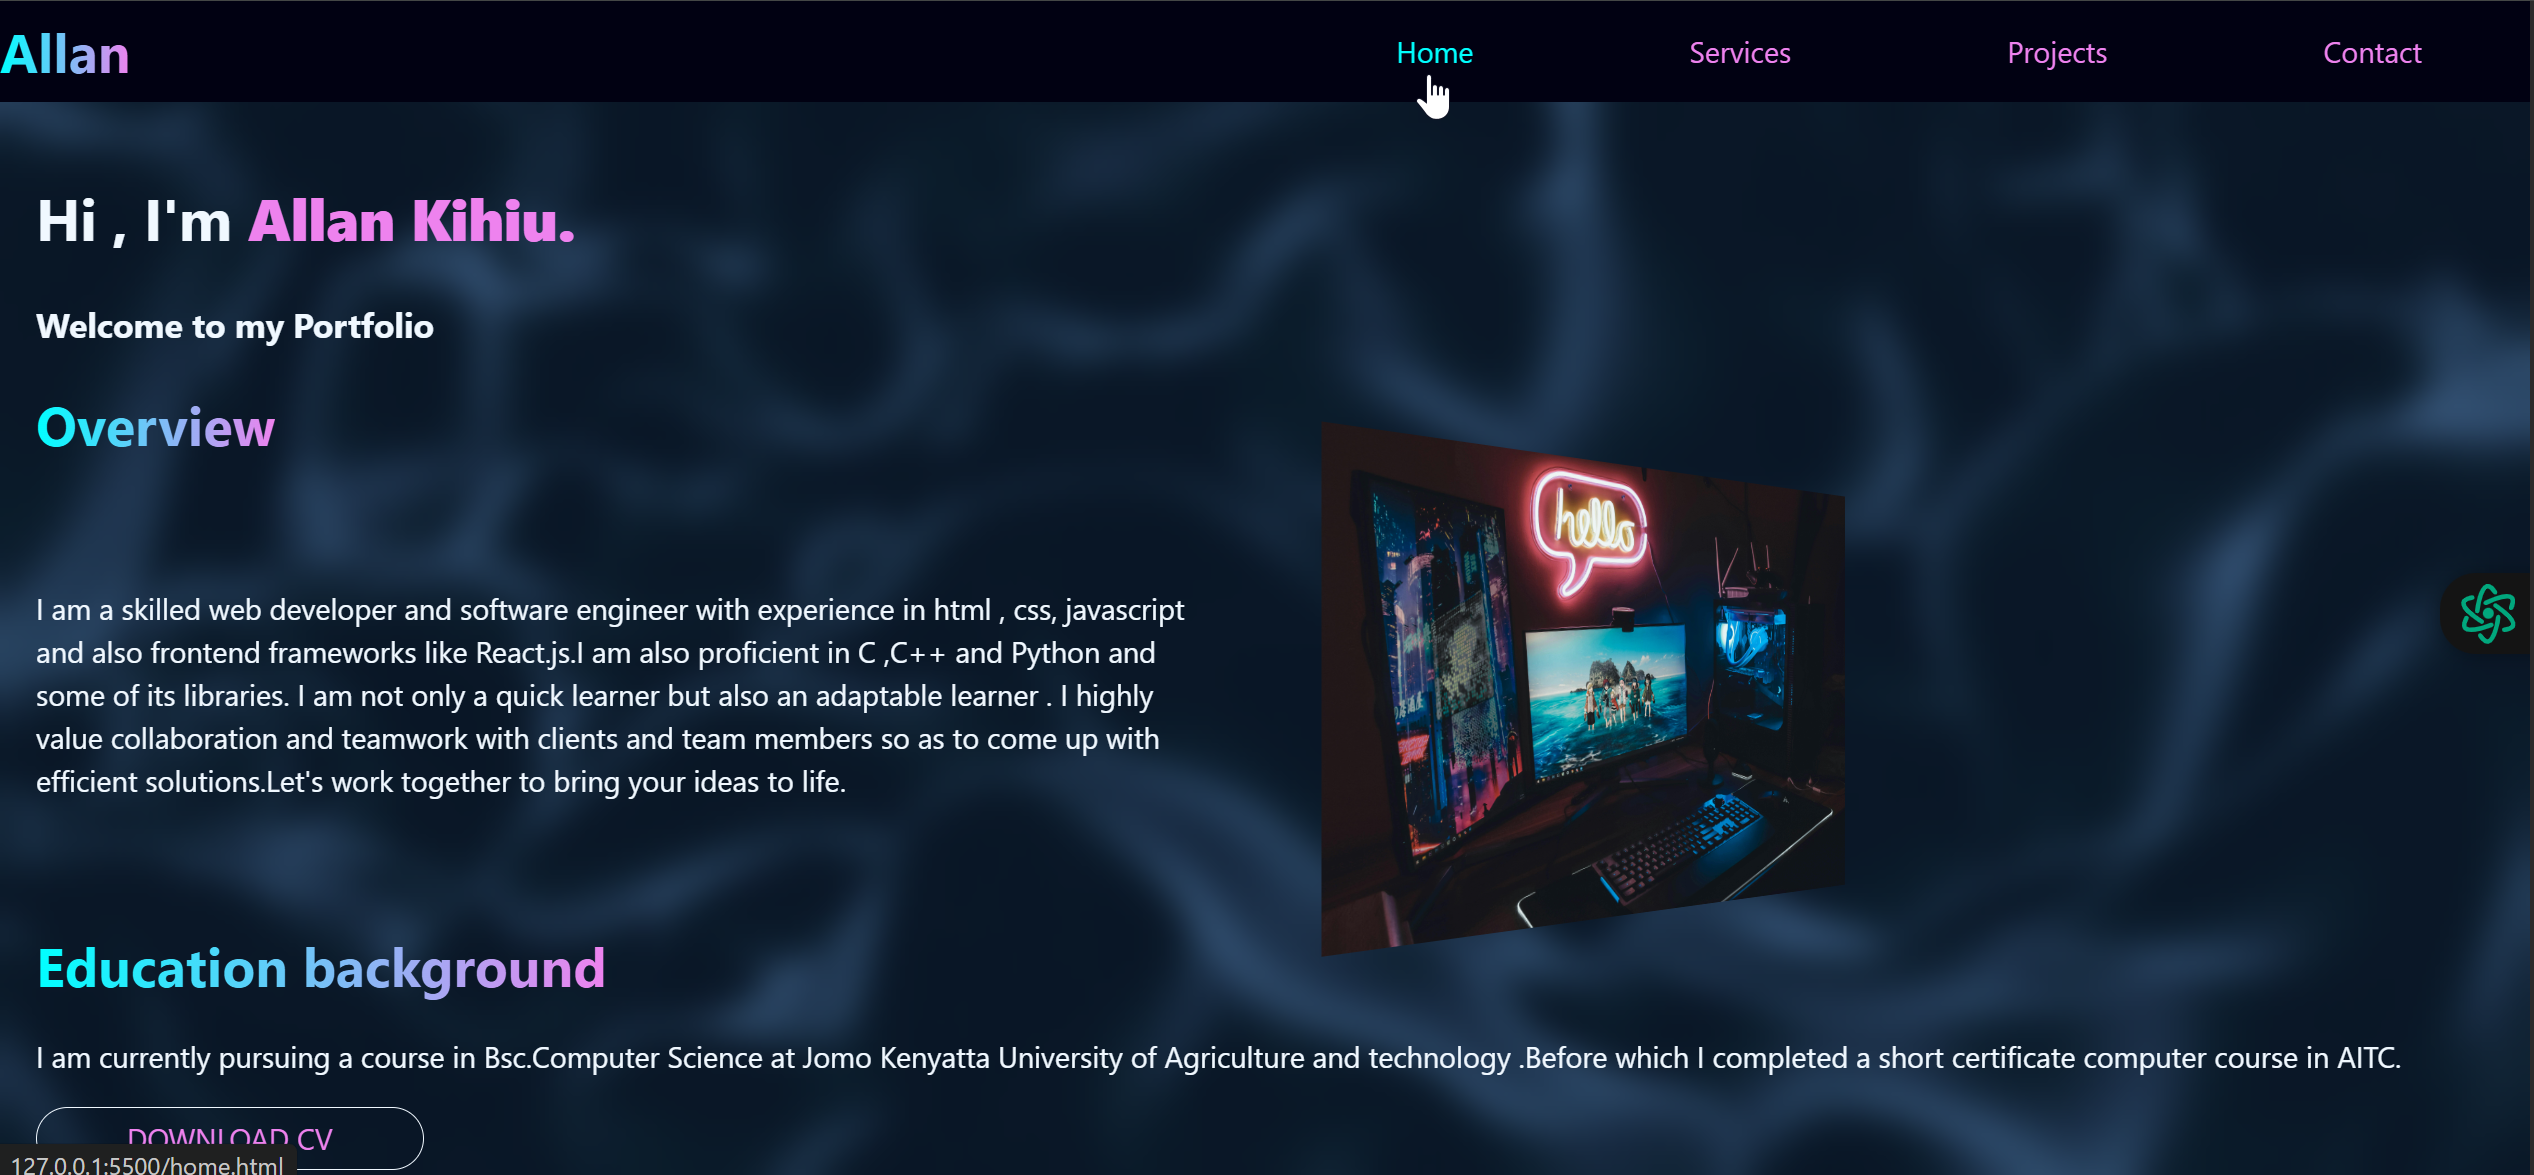 Allan
Home
Services
Projects
Contact
Hi , I'm Allan Kihiu.
Welcome to my Portfolio
Overview
hello
I am a skilled web developer and software engineer with experience in html , css, javascript
and also frontend frameworks like React.js.I am also proficient in C ,C++ and Python and
some of its libraries. I am not only a quick learner but also an adaptable learner . I highly
value collaboration and teamwork with clients and team members so as to come up with
efficient solutions.Let's work together to bring your ideas to life.
Education background
I am currently pursuing a course in Bsc.Computer Science at Jomo Kenyatta University of Agriculture and technology .Before which I completed a short certificate computer course in AITC.
DOWNLOAD CV
127.0.0.1:5500/home.html